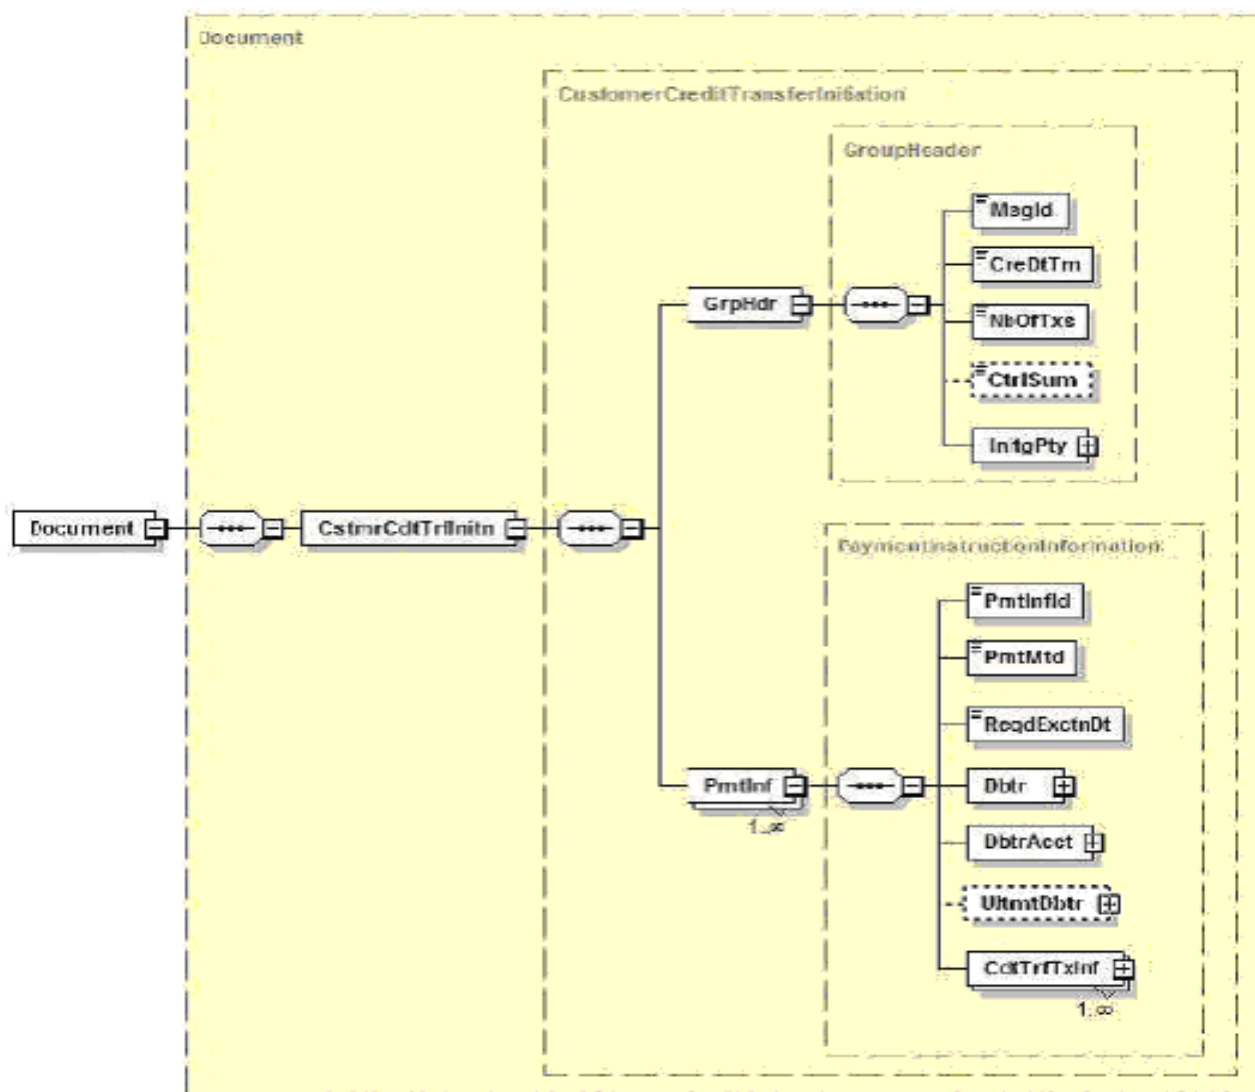 Document
CustomerCreditTransferInitiation
GroupHeader
MsgId
CreDtTm
GrpHdr
NbOfTxs
CtrlSum
InitgPty
Document
CstmrCdtTrfInitn
PaymentInstructionInformation
PmtInfId
PmtMtd
ReqdExctnDt
PmtInf
1..∞
Dbtr
DbtrAcct
UltmtDbtr
CdtTrfTxInf
1..∞